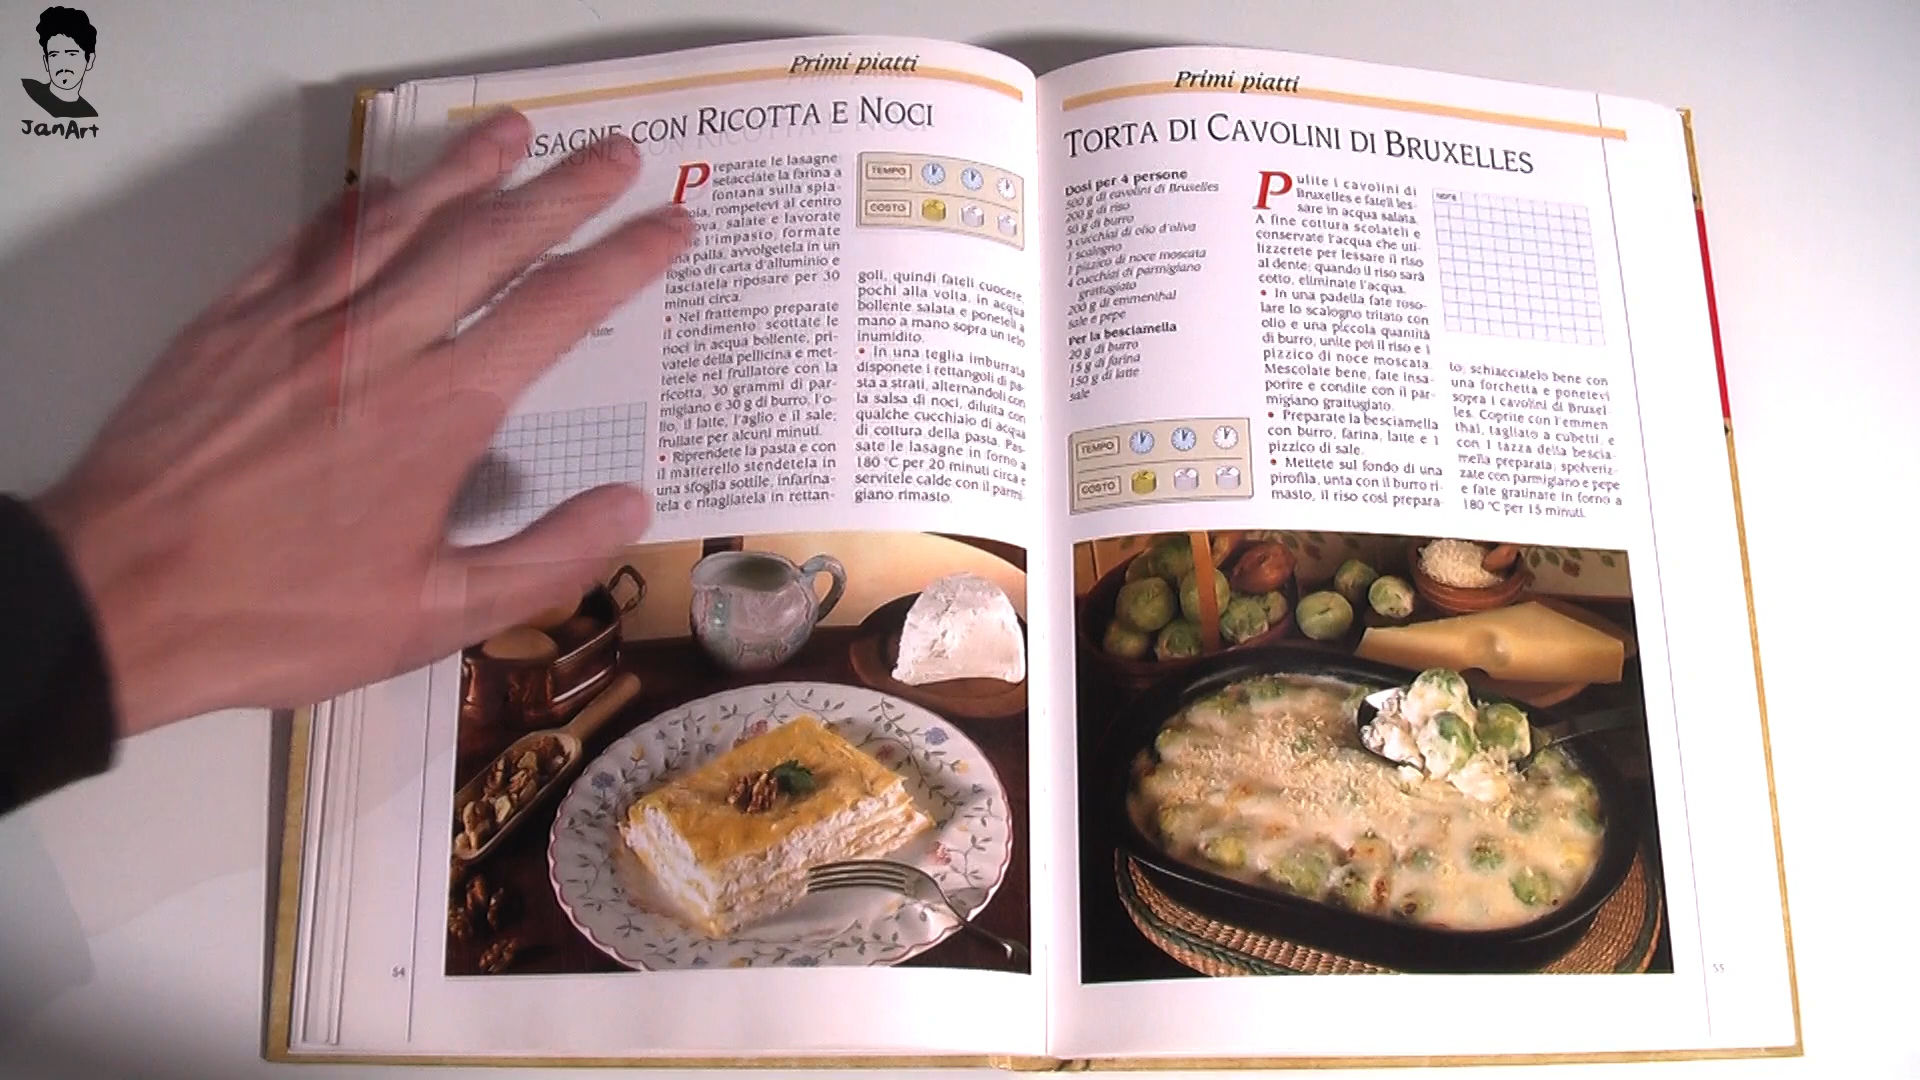 JanArt
Primi piatti
LASAGNE CON RICOTTA E NOCI
Preparate le lasagne:
setacciate la farina a
fontana sulla spia-
rompetevi al centro
salate e lavorate
l'impasto, formate
una palla, avvolgetela in un
foglio di carta d'alluminio e
lasciatela riposare per 30
minuti circa.
• Nel frattempo preparate
il condimento: scottate le
noci in acqua bollente, pri-
vatele della pellicina e met-
tetele nel frullatore con la
ricotta, 30 grammi di par-
migiano e 30 g di burro, l'o-
lio, il latte, l'aglio e il sale;
frullate per alcuni minuti.
• Riprendete la pasta e con
il matterello stendetela in
una sfoglia sottile, infarina-
tela e ritagliatela in rettan-
TEMPO
COSTO
goli, quindi fateli cuocere,
pochi alla volta, in acqua
bollente salata e poneteli a
mano a mano sopra un telo
inumidito.
• In una teglia imburrata
disponete i rettangoli di pa-
sta a strati, alternandoli con
la salsa di noci, diluita con
qualche cucchiaio di acqua
di cottura della pasta. Pas-
sate le lasagne in forno a
180 °C per 20 minuti circa e
servitele calde con il parmi-
giano rimasto.
54
Primi piatti
TORTA DI CAVOLINI DI BRUXELLES
Dosi per 4 persone
500 g di cavolini di Bruxelles
200 g di riso
50 g di burro
3 cucchiai di olio d'oliva
1 scalogno
1 pizzico di noce moscata
4 cucchiai di parmigiano
grattugiato
200 g di emmenthal
sale e pepe
Per la besciamella
20 g di burro
15 g di farina
150 g di latte
sale
TEMPO
COSTO
Pulite i cavolini di
Bruxelles e fateli les-
sare in acqua salata.
A fine cottura scolateli e
conservate l'acqua che uti-
lizzerete per lessare il riso
al dente; quando il riso sarà
cotto, eliminate l'acqua.
• In una padella fate roso-
lare lo scalogno tritato con
olio e una piccola quantità
di burro, unite poi il riso e 1
pizzico di noce moscata.
Mescolate bene, fate insa-
porire e condite con il par-
migiano grattugiato.
• Preparate la besciamella
con burro, farina, latte e 1
pizzico di sale.
• Mettete sul fondo di una
pirofila, unta con il burro ri-
masto, il riso così prepara-
NOTE
to, schiacciatelo bene con
una forchetta e ponetevi
sopra i cavolini di Bruxel-
les. Coprite con l'emmen-
thal, tagliato a cubetti, e
con 1 tazza della bescia-
mella preparata; spolveriz-
zate con parmigiano e pepe
e fate gratinare in forno a
180 °C per 15 minuti.
55